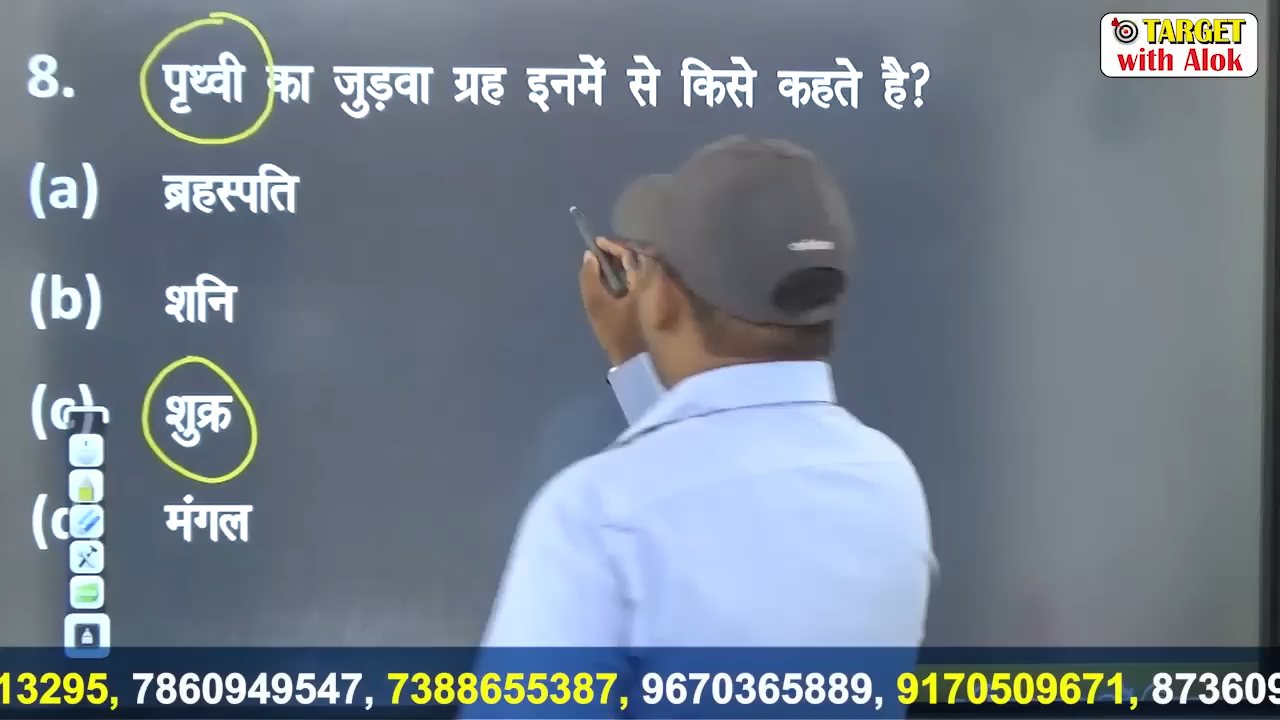 TARGET
with Alok
8. पृथ्वी का जुड़वा ग्रह इनमें से किसे कहते है?
(a) ब्रहस्पति
(b) शनि
(c) शुक्र
मंगल
13295, 7860949547, 7388655387, 9670365889, 9170509671, 873609